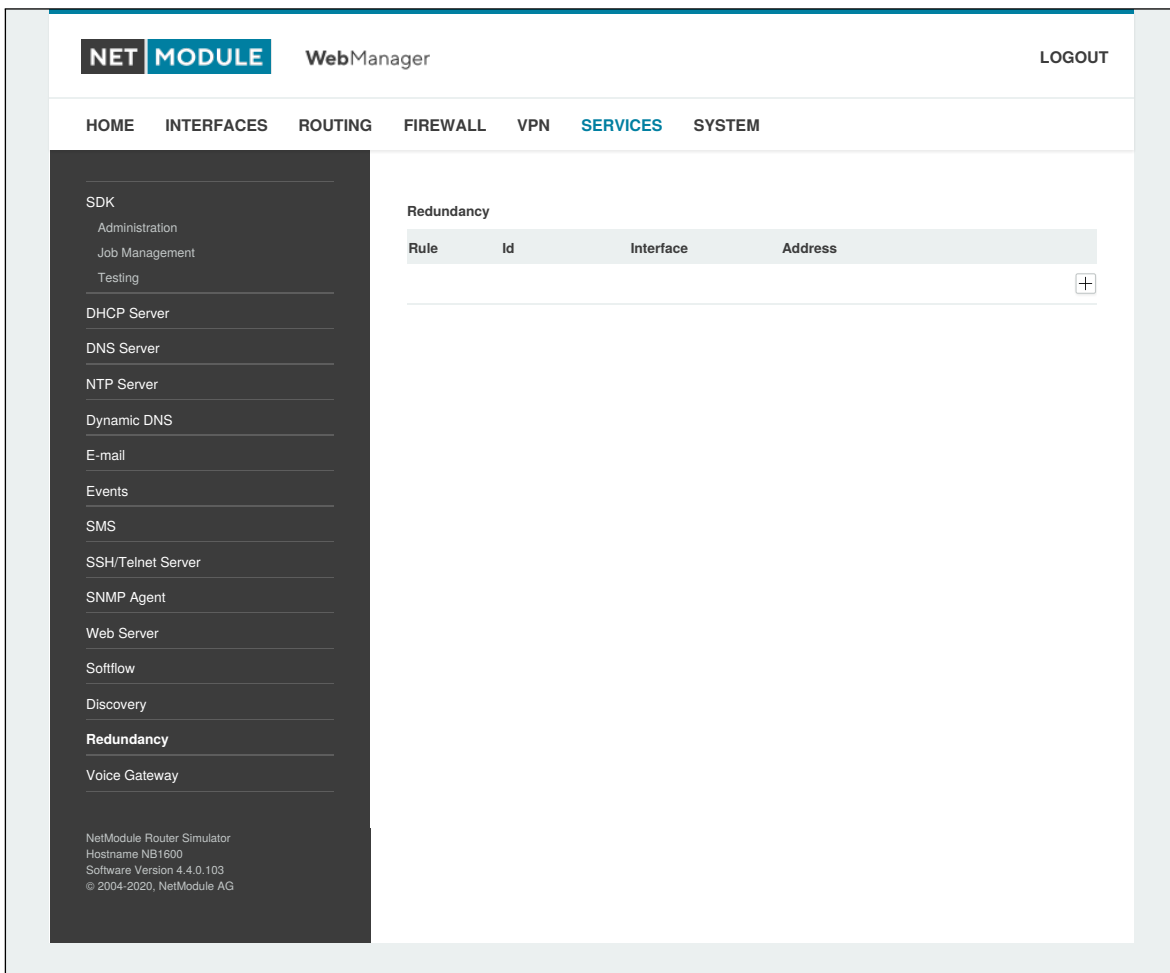 NET MODULE WebManager LOGOUT
HOME INTERFACES ROUTING FIREWALL VPN SERVICES SYSTEM
SDK
Administration
Job Management
Testing
DHCP Server
DNS Server
NTP Server
Dynamic DNS
E-mail
Events
SMS
SSH/Telnet Server
SNMP Agent
Web Server
Softflow
Discovery
Redundancy
Voice Gateway
NetModule Router Simulator
Hostname NB1600
Software Version 4.4.0.103
© 2004-2020, NetModule AG
Redundancy
Rule Id Interface Address